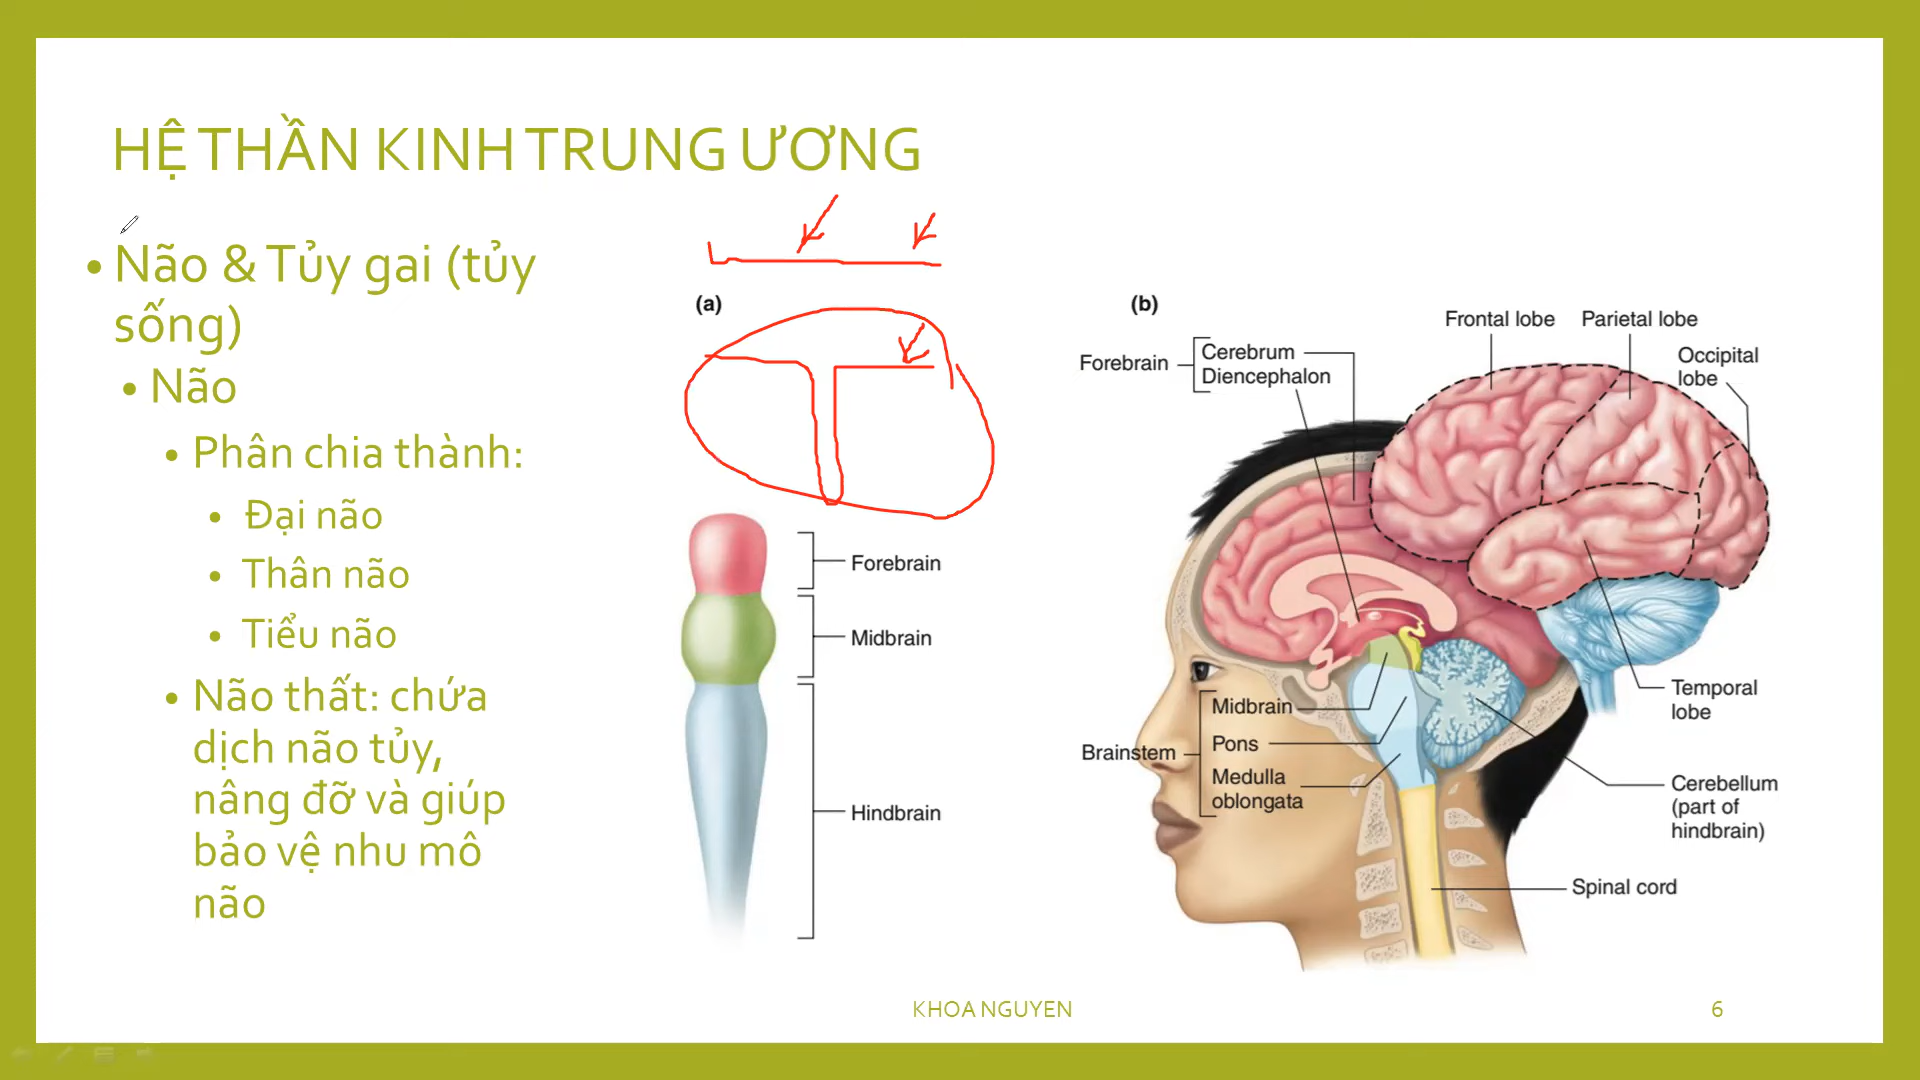 HỆ THẦN KINH TRUNG ƯƠNG
• Não & Tủy gai (tủy
sống)
• Não
• Phân chia thành:
• Đại não
• Thân não
• Tiểu não
• Não thất: chứa
dịch não tủy,
nâng đỡ và giúp
bảo vệ nhu mô
não
(a)
Forebrain
Midbrain
Hindbrain
(b)
Frontal lobe
Parietal lobe
Occipital
lobe
Forebrain
Cerebrum
Diencephalon
Temporal
lobe
Brainstem
Midbrain
Pons
Medulla
oblongata
Cerebellum
(part of
hindbrain)
Spinal cord
KHOA NGUYEN
6